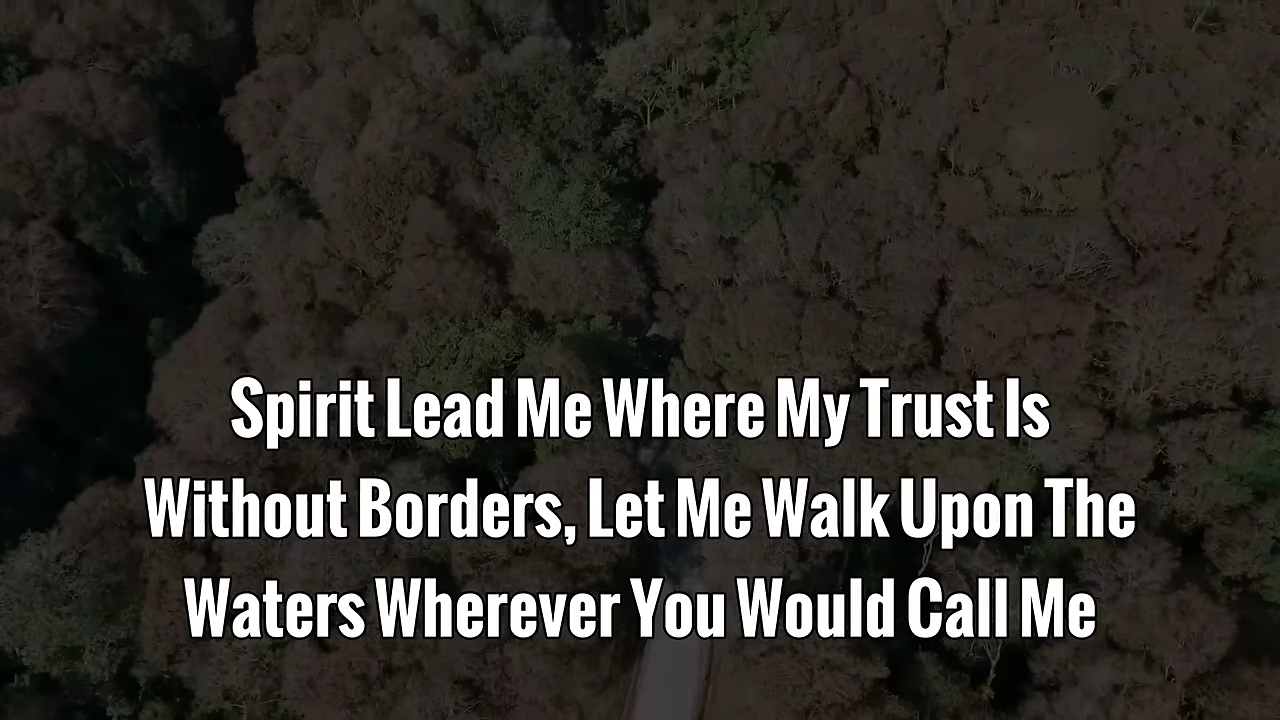 Spirit Lead Me Where My Trust Is
Without Borders, Let Me Walk Upon The
Waters Wherever You Would Call Me